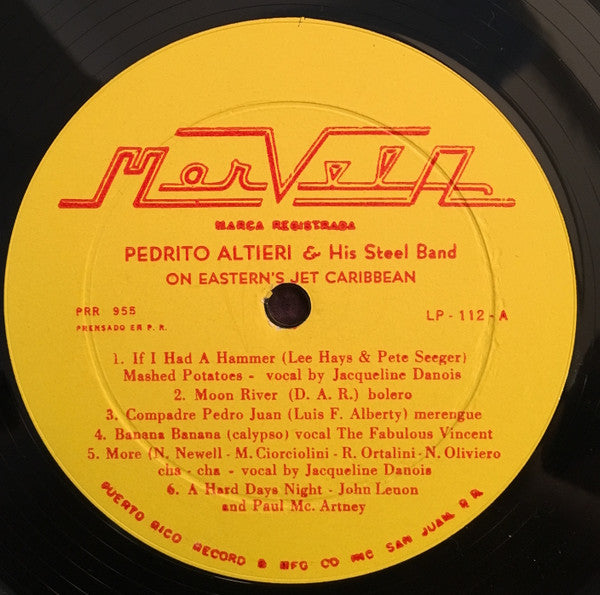 MarVeln
MARCA REGISTRADA
PEDRITO ALTIERI & His Steel Band
ON EASTERN'S JET CARIBBEAN
PRR 955
PRENSADO EN P. R.
LP - 112 - A
1. If I Had A Hammer (Lee Hays & Pete Seeger)
Mashed Potatoes - vocal by Jacqueline Danois
2. Moon River (D. A. R.) bolero
3. Compadre Pedro Juan (Luis F. Alberty) merengue
4. Banana Banana (calypso) vocal The Fabulous Vincent
5. More (N. Newell - M. Ciorciolini - R. Ortalini - N. Oliviero
cha - cha - vocal by Jacqueline Danois
6. A Hard Days Night - John Lenon
and Paul Mc. Artney
PUERTO RICO RECORD & MFG CO INC SAN JUAN, P.R.